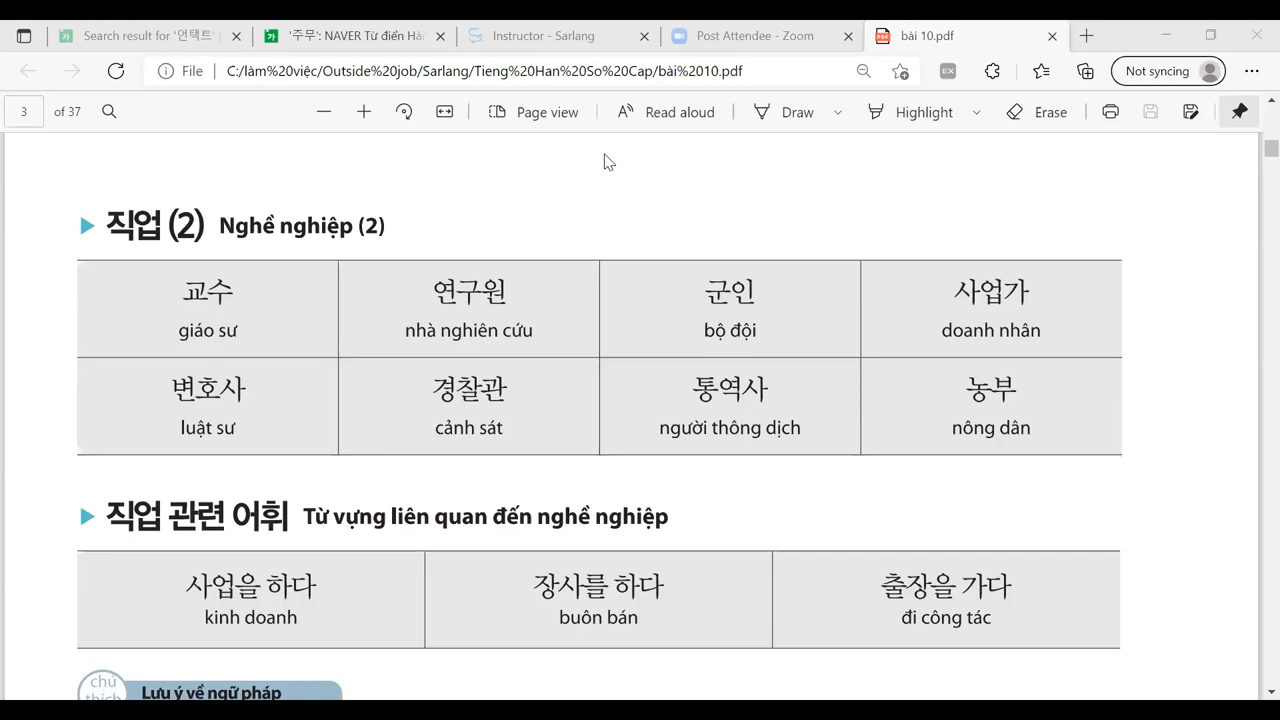 Search result for '언택트'
'주무': NAVER Từ điển Hàn
Instructor - Sarlang
Post Attendee - Zoom
bài 10.pdf
File
C:/làm%20việc/Outside%20job/Sarlang/Tieng%20Han%20So%20Cap/bài%2010.pdf
EX
Not syncing
3 of 37
Page view
Read aloud
Draw
Highlight
Erase
직업 (2) Nghề nghiệp (2)
교수 연구원 군인 사업가
giáo sư nhà nghiên cứu bộ đội doanh nhân
변호사 경찰관 통역사 농부
luật sư cảnh sát người thông dịch nông dân
직업 관련 어휘 Từ vựng liên quan đến nghề nghiệp
사업을 하다 장사를 하다 출장을 가다
kinh doanh buôn bán đi công tác
chú
thích
Lưu ý về ngữ pháp